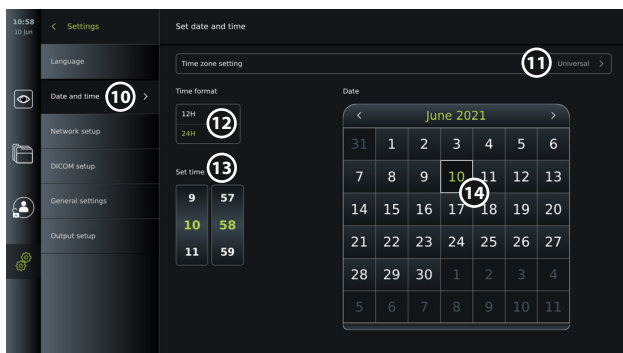 10:58
10 Jun
< Settings
Language
Date and time 10 >
Network setup
DICOM setup
General settings
Output setup
Set date and time
Time zone setting 11 Universal >
Time format
12H
24H
12
Set time 13
9 57
10 58
11 59
Date
< June 2021 >
31 1 2 3 4 5 6
7 8 9 10 11 12 13
14
14 15 16 17 18 19 20
21 22 23 24 25 26 27
28 29 30 1 2 3 4
5 6 7 8 9 10 11